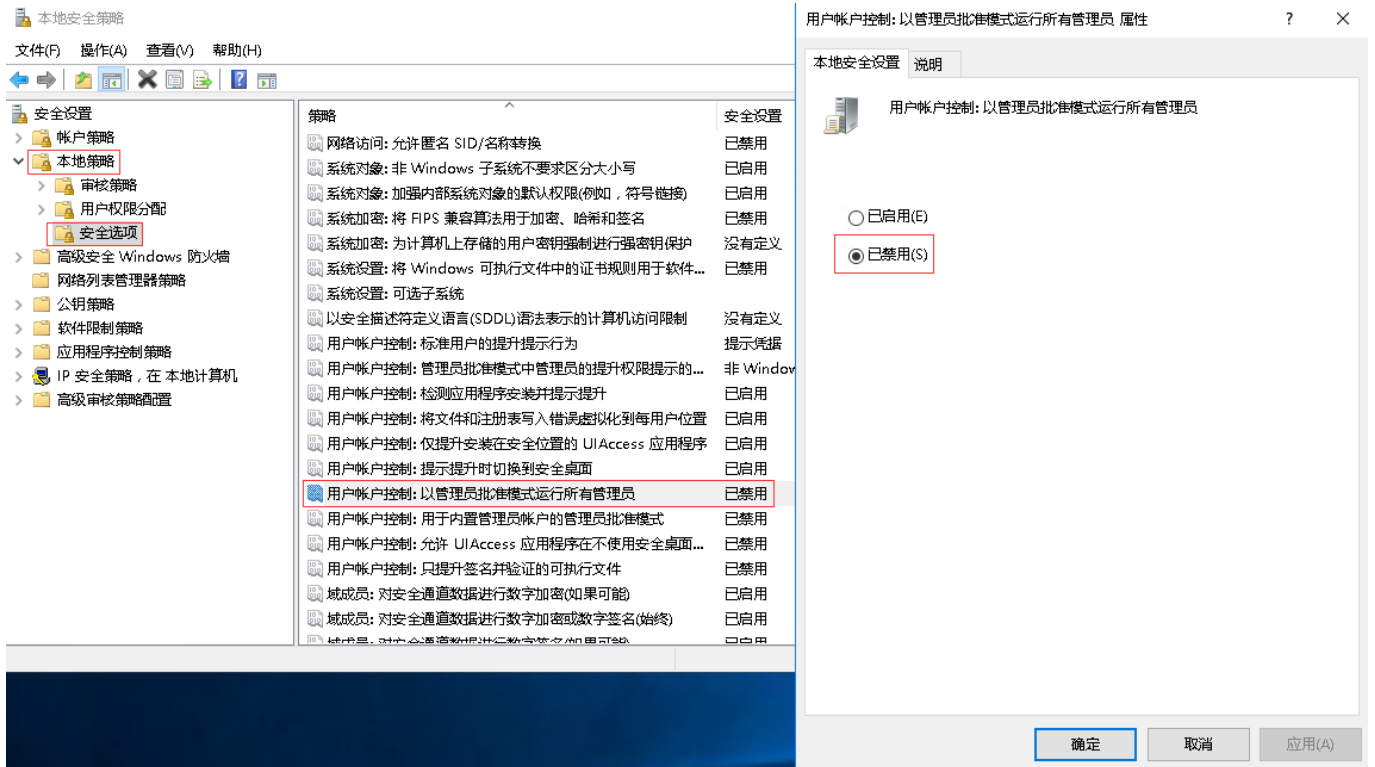 本地安全策略
文件(F) 操作(A) 查看(V) 帮助(H)
安全设置
帐户策略
本地策略
审核策略
用户权限分配
安全选项
高级安全 Windows 防火墙
网络列表管理器策略
公钥策略
软件限制策略
应用程序控制策略
IP 安全策略，在 本地计算机
高级审核策略配置
策略 安全设置
网络访问: 允许匿名 SID/名称转换 已禁用
系统对象: 非 Windows 子系统不要求区分大小写 已启用
系统对象: 加强内部系统对象的默认权限(例如，符号链接) 已启用
系统加密: 将 FIPS 兼容算法用于加密、哈希和签名 已禁用
系统加密: 为计算机上存储的用户密钥强制进行强密钥保护 没有定义
系统设置: 将 Windows 可执行文件中的证书规则用于软件... 已禁用
系统设置: 可选子系统
以安全描述符定义语言(SDDL)语法表示的计算机访问限制 没有定义
用户帐户控制: 标准用户的提升提示行为 提示凭据
用户帐户控制: 管理员批准模式中管理员的提升权限提示的... 非 Window
用户帐户控制: 检测应用程序安装并提示提升 已启用
用户帐户控制: 将文件和注册表写入错误虚拟化到每用户位置 已启用
用户帐户控制: 仅提升安装在安全位置的 UIAccess 应用程序 已启用
用户帐户控制: 提示提升时切换到安全桌面 已启用
用户帐户控制: 以管理员批准模式运行所有管理员 已禁用
用户帐户控制: 用于内置管理员帐户的管理员批准模式 已禁用
用户帐户控制: 允许 UIAccess 应用程序在不使用安全桌面... 已禁用
用户帐户控制: 只提升签名并验证的可执行文件 已禁用
域成员: 对安全通道数据进行数字加密(如果可能) 已启用
域成员: 对安全通道数据进行数字加密或数字签名(始终) 已启用
域成员: 对安全通道数据进行数字签名(如果可能) 已启用
用户帐户控制: 以管理员批准模式运行所有管理员 属性 ? ×
本地安全设置 说明
用户帐户控制: 以管理员批准模式运行所有管理员
已启用(E)
已禁用(S)
确定 取消 应用(A)